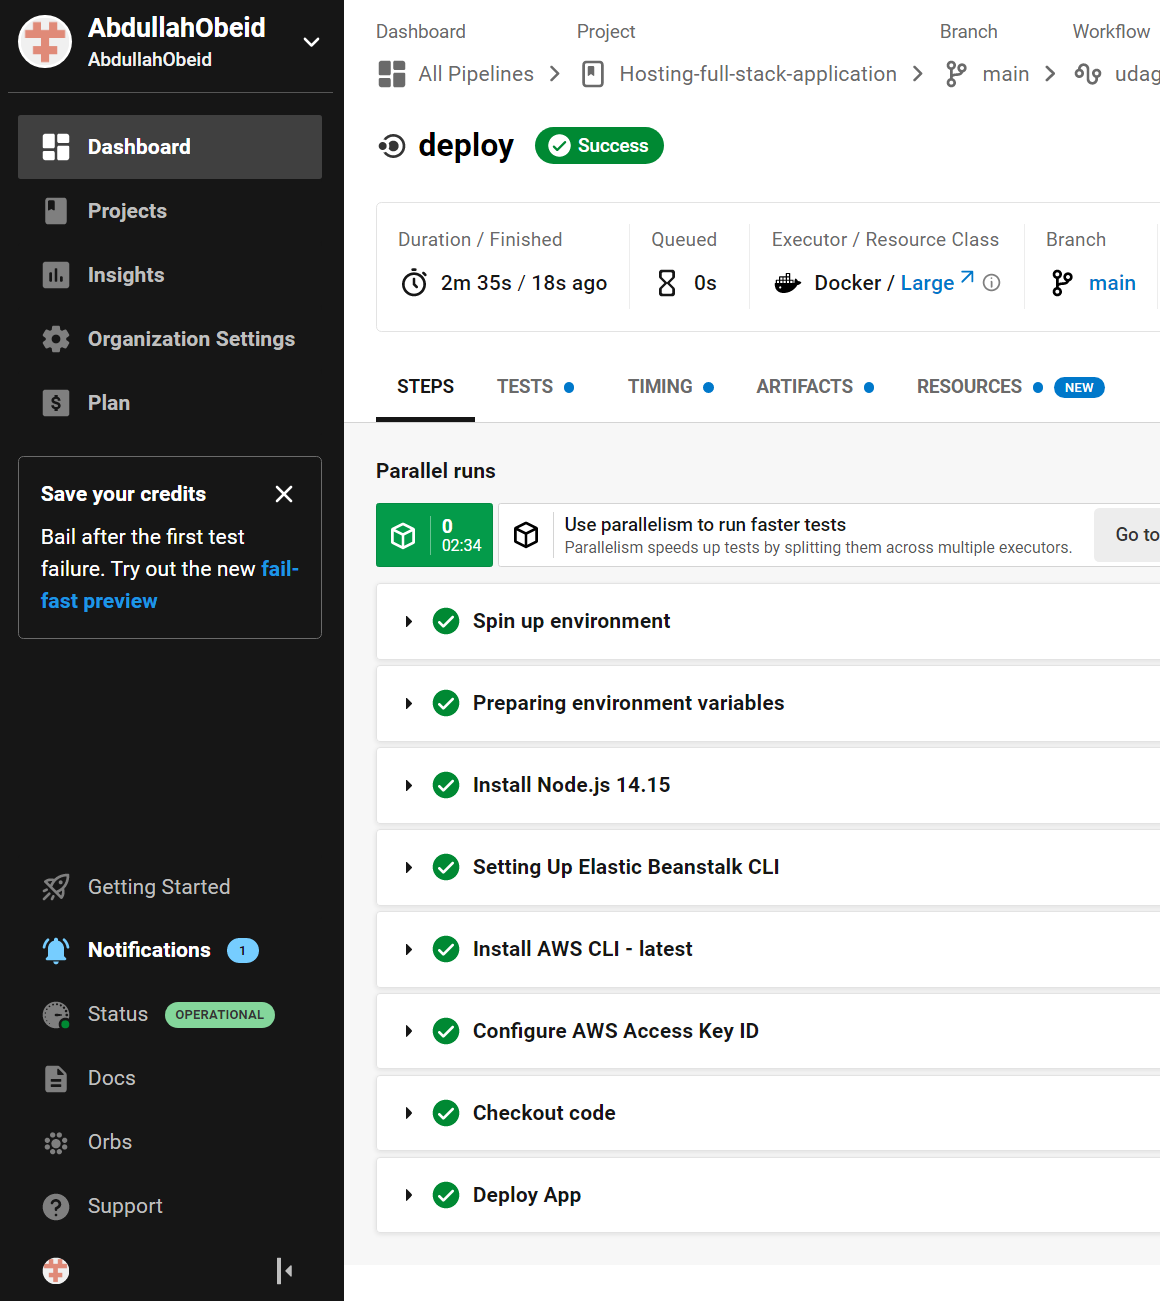 AbdullahObeid
AbdullahObeid
Dashboard
Projects
Insights
Organization Settings
Plan
Save your credits
Bail after the first test
failure. Try out the new fail-
fast preview
Getting Started
Notifications 1
Status OPERATIONAL
Docs
Orbs
Support
Dashboard Project Branch Workflow
All Pipelines Hosting-full-stack-application main udag
deploy Success
Duration / Finished Queued Executor / Resource Class Branch
2m 35s / 18s ago 0s Docker / Large main
STEPS TESTS TIMING ARTIFACTS RESOURCES NEW
Parallel runs
0
02:34
Use parallelism to run faster tests
Parallelism speeds up tests by splitting them across multiple executors.
Go to
Spin up environment
Preparing environment variables
Install Node.js 14.15
Setting Up Elastic Beanstalk CLI
Install AWS CLI - latest
Configure AWS Access Key ID
Checkout code
Deploy App